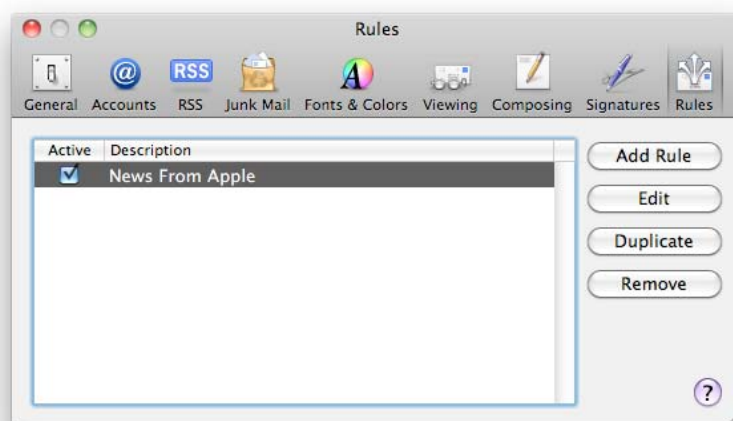 Rules
RSS
General Accounts RSS Junk Mail Fonts & Colors Viewing Composing Signatures Rules
Active Description
News From Apple
Add Rule
Edit
Duplicate
Remove
?